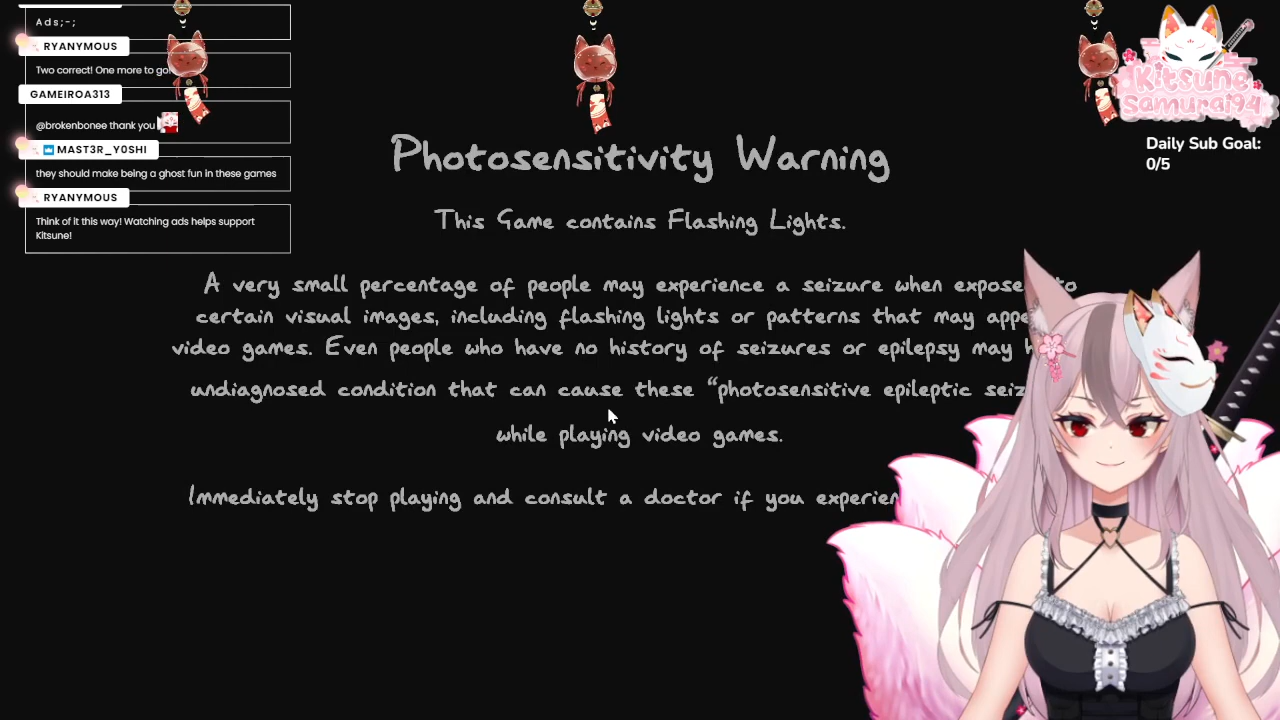 Ads;-;
RYANYMOUS
Two correct! One more to go!
GAMEIROA313
@brokenbonee thank you
MAST3R_Y0SHI
they should make being a ghost fun in these games
RYANYMOUS
Think of it this way! Watching ads helps support
Kitsune!
Kitsune
Samurai94
Daily Sub Goal:
0/5
Photosensitivity Warning
This Game contains Flashing Lights.
A very small percentage of people may experience a seizure when exposed to
certain visual images, including flashing lights or patterns that may appe
video games. Even people who have no history of seizures or epilepsy may h
undiagnosed condition that can cause these “photosensitive epileptic seiz
while playing video games.
Immediately stop playing and consult a doctor if you experien